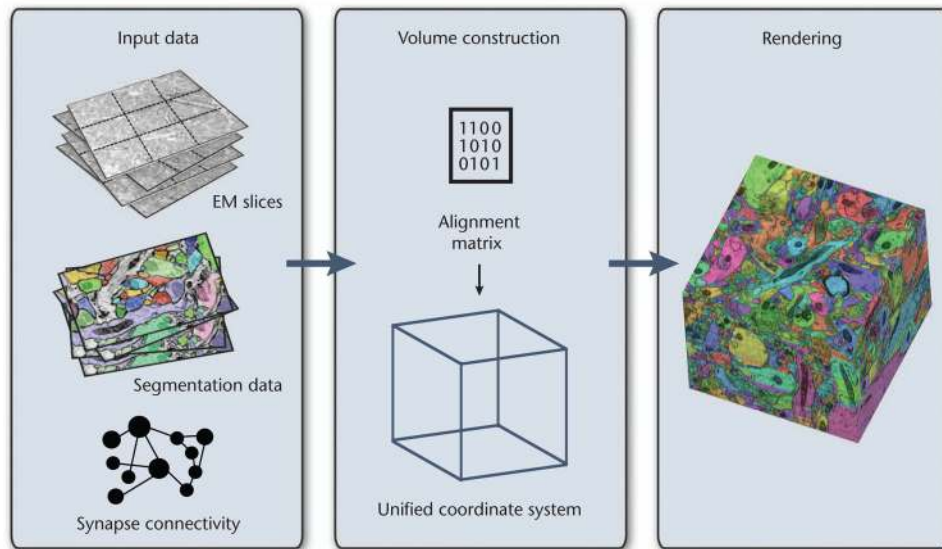 Input data
EM slices
Segmentation data
Synapse connectivity
Volume construction
1100
1010
0101
Alignment
matrix
Unified coordinate system
Rendering